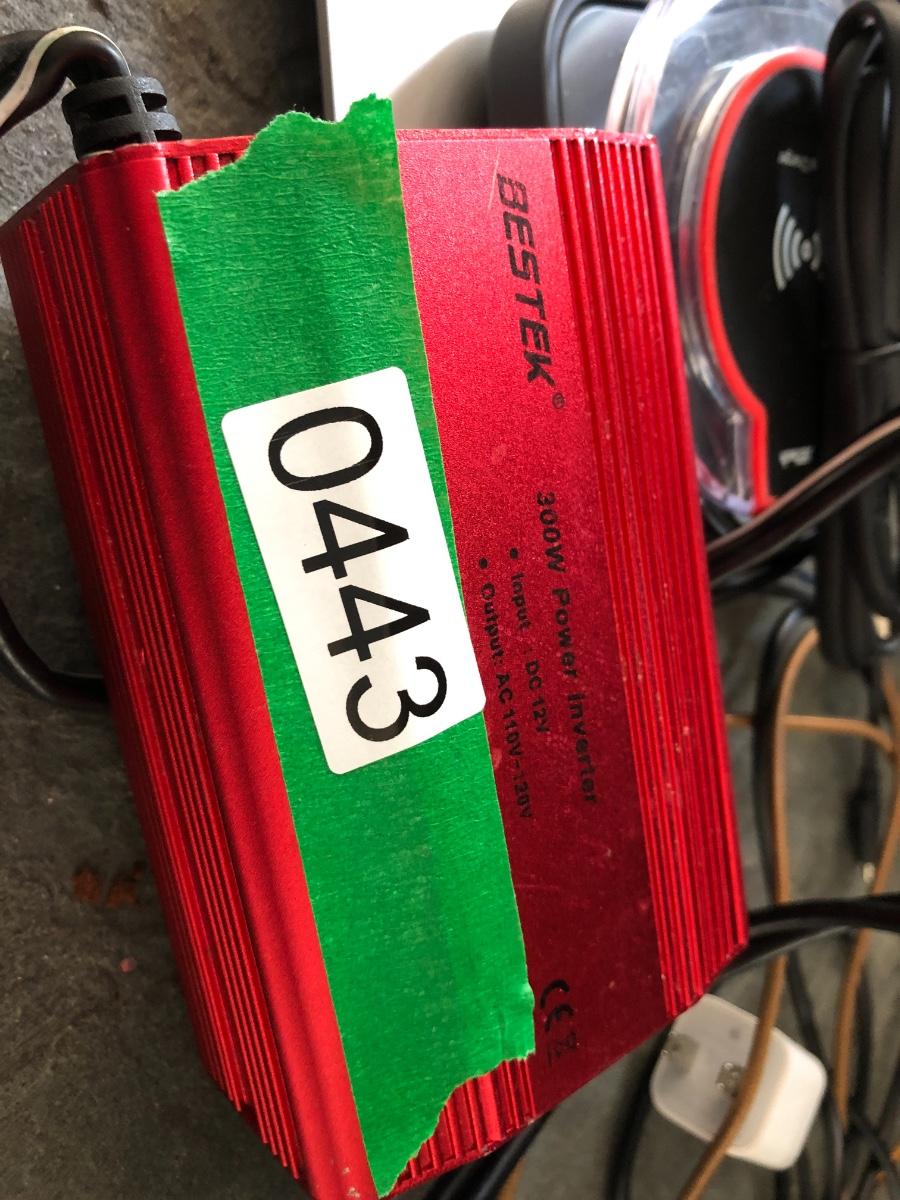 BESTEK®
300W Power Inverter
• Input : DC 12V
• Output: AC 110V-120V
CE
0443